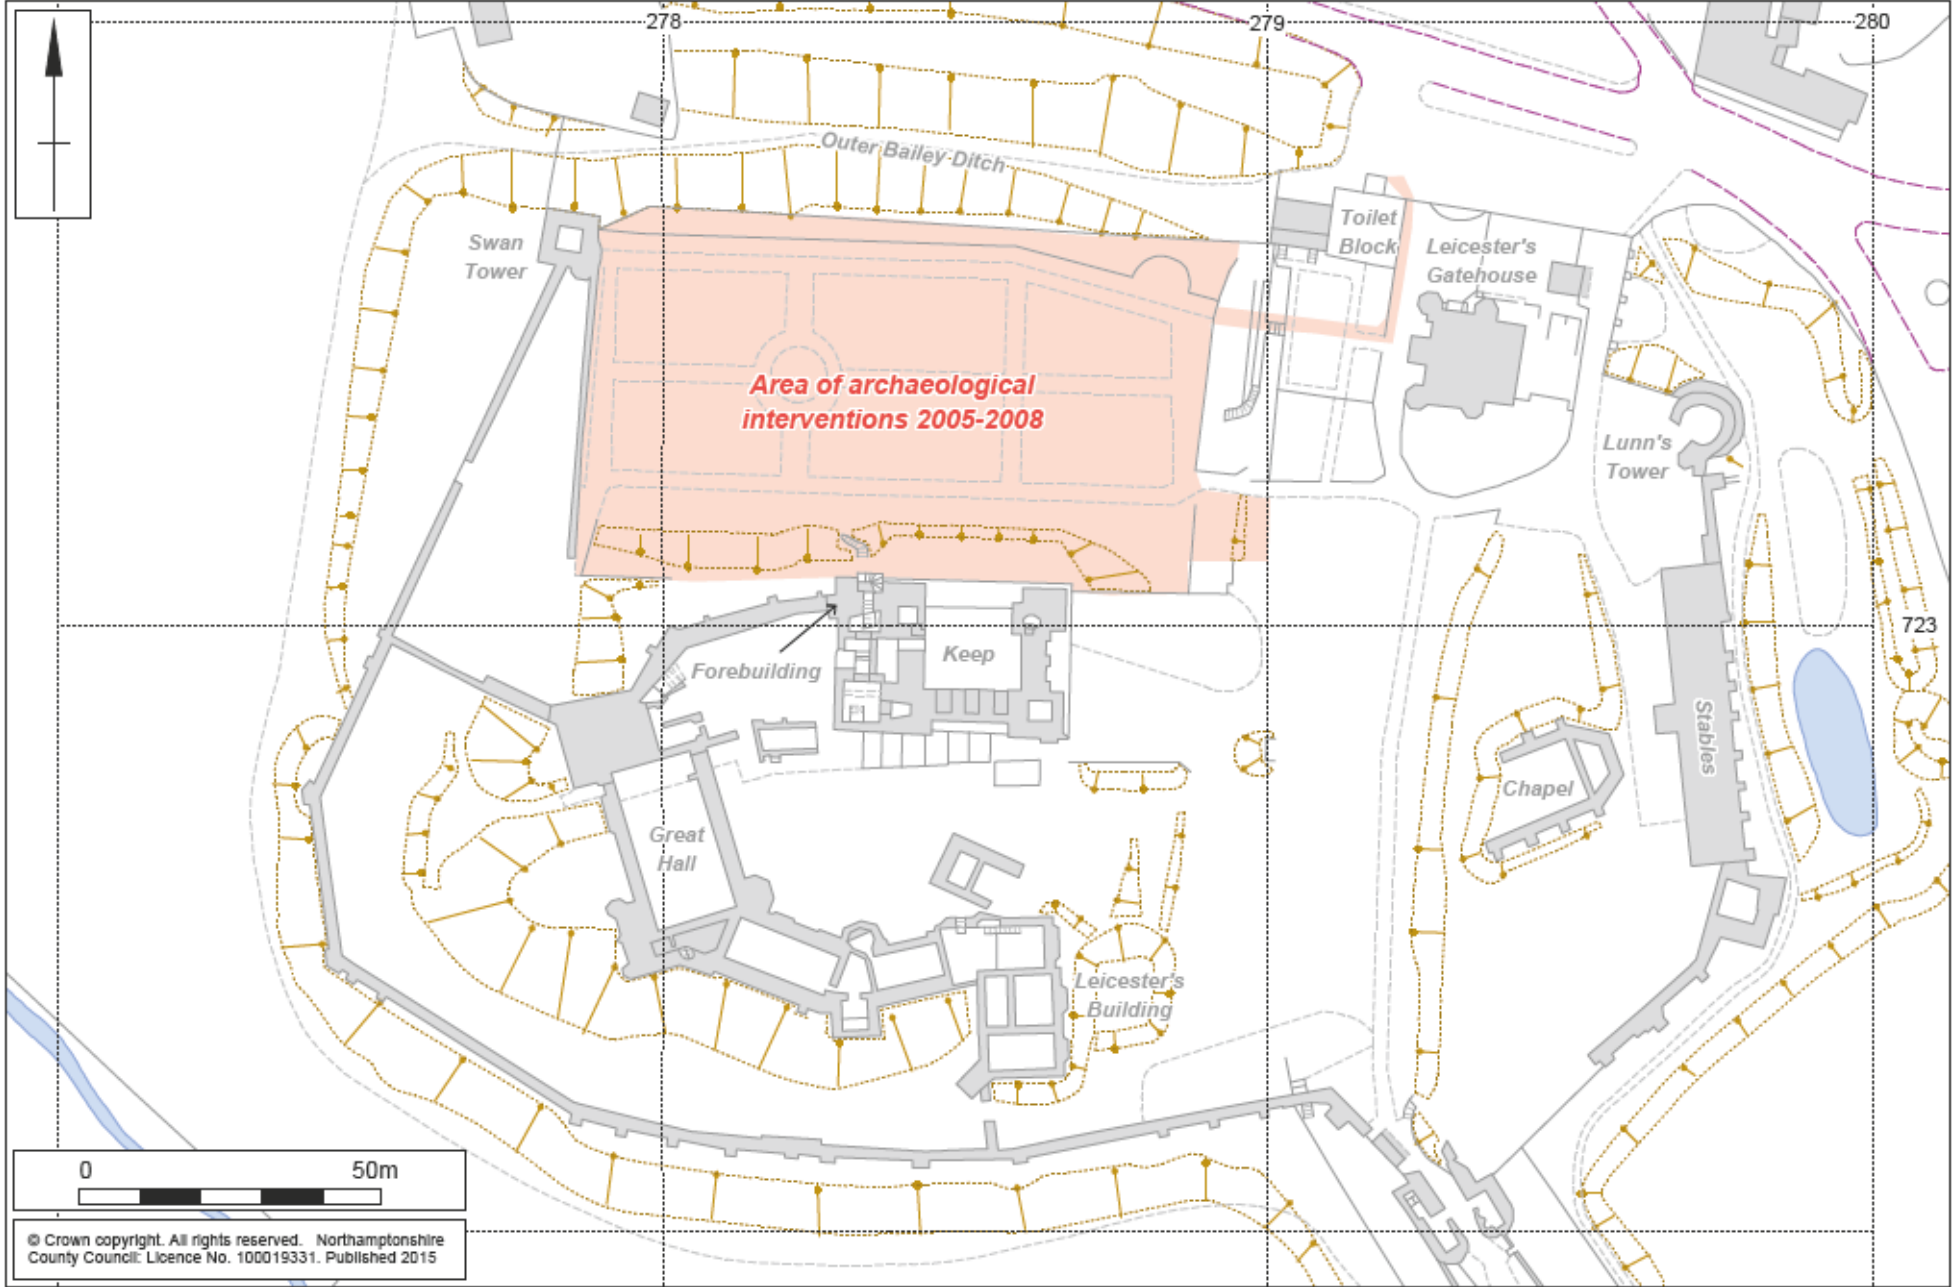 278
279
280
Outer Bailey Ditch
Swan
Tower
Toilet
Block
Leicester's
Gatehouse
Area of archaeological
interventions 2005-2008
Lunn's
Tower
723
Forebuilding
Keep
Stables
Chapel
Great
Hall
Leicester's
Building
0 50m
© Crown copyright. All rights reserved. Northamptonshire
County Council: Licence No. 100019331. Published 2015